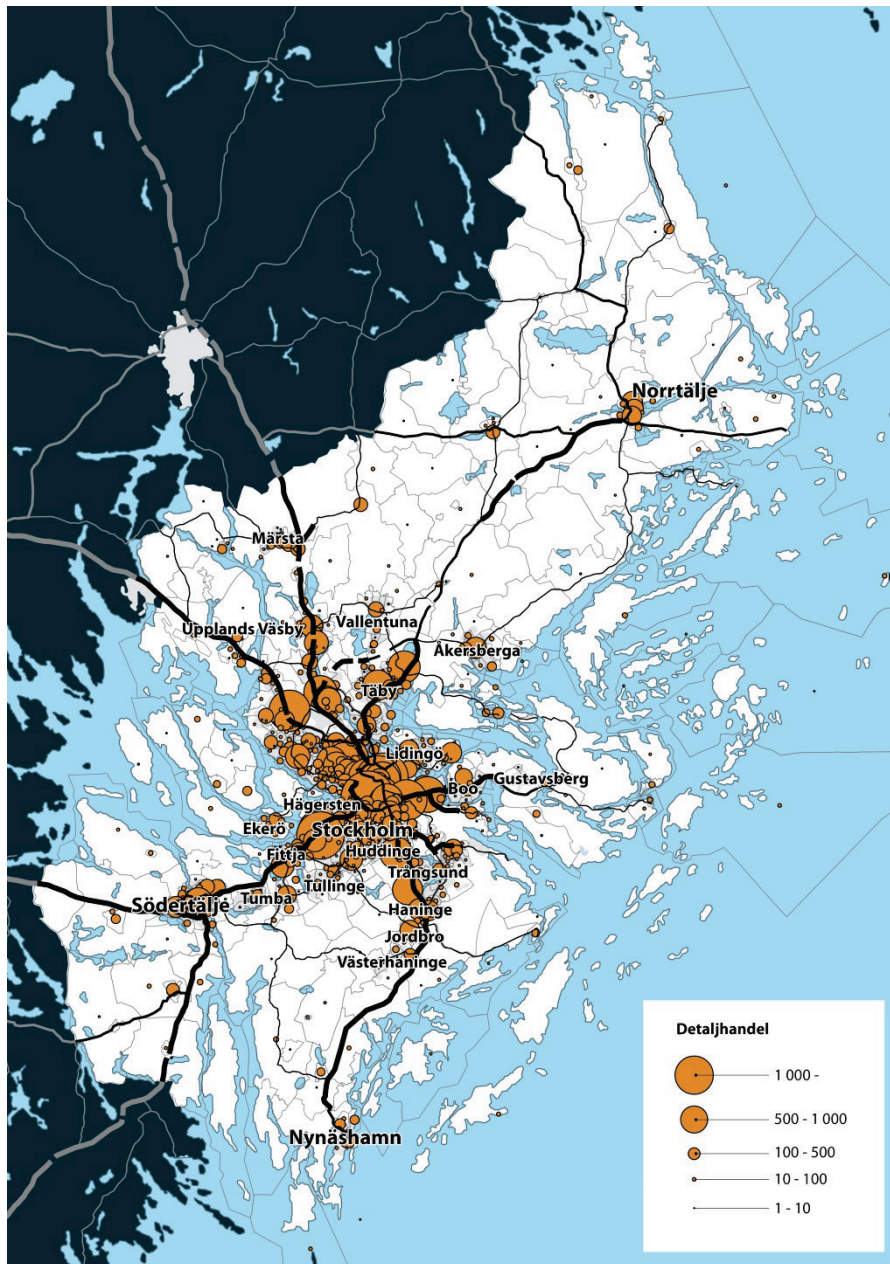 Norrtälje
Märsta
Vallentuna
Upplands Väsby
Åkersberga
Täby
Lidingö
Gustavsberg
Boo
Hägersten
Ekerö
Stockholm
Huddinge
Fittja
Trångsund
Tullinge
Tumba
Södertälje
Haninge
Jordbro
Västerhaninge
Nynäshamn
Detaljhandel
1 000 -
500 - 1 000
100 - 500
10 - 100
1 - 10